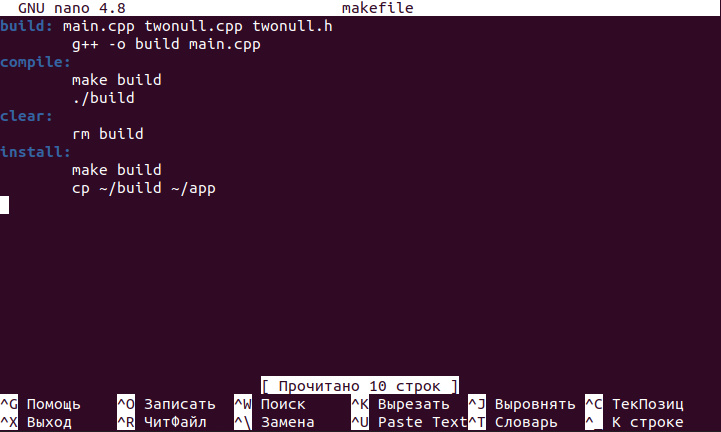 GNU nano 4.8 makefile
build: main.cpp twonull.cpp twonull.h
g++ -o build main.cpp
compile:
make build
./build
clear:
rm build
install:
make build
cp ~/build ~/app
[ Прочитано 10 строк ]
^G Помощь ^O Записать ^W Поиск ^K Вырезать ^J Выровнять ^C ТекПозиц
^X Выход ^R ЧитФайл ^\ Замена ^U Paste Text ^T Словарь ^_ К строке